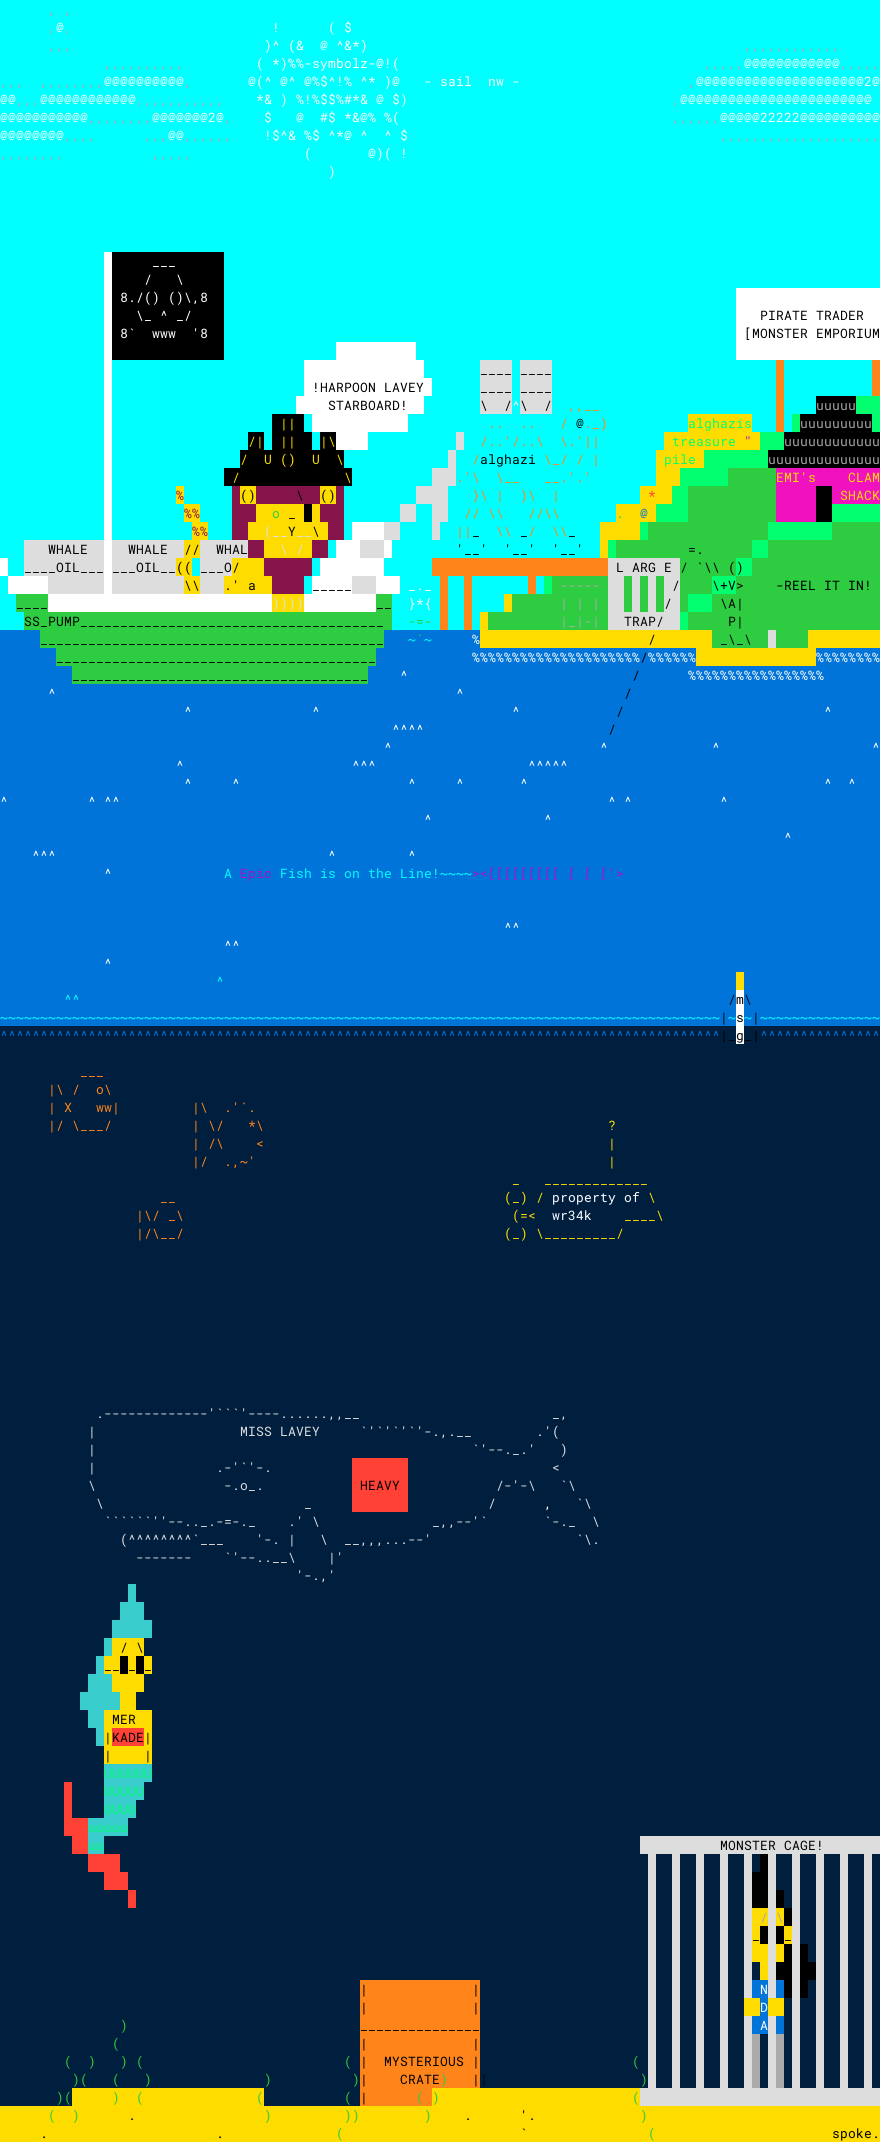 -symbolz-
- sail nw -
PIRATE TRADER
[MONSTER EMPORIUM
!HARPOON LAVEY
STARBOARD!
alghazis
treasure "
pile
alghazi
EMI's CLAM
SHACK
WHALE WHALE WHAL
OIL OIL O
L ARG E
TRAP/
-REEL IT IN!
SS_PUMP
A Epic Fish is on the Line!~~~~
m
s
g
?
property of
wr34k
MISS LAVEY
HEAVY
MER
KADE
MONSTER CAGE!
N
D
A
MYSTERIOUS
CRATE
spoke.